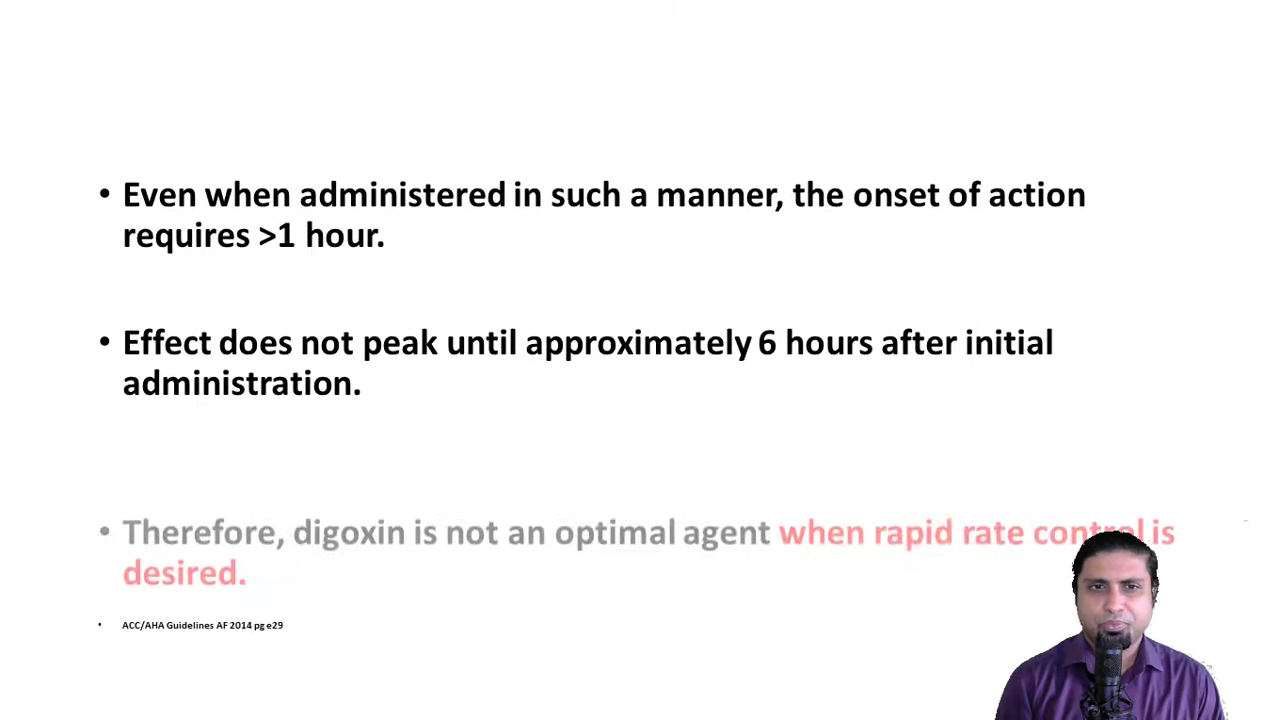 • Even when administered in such a manner, the onset of action
requires >1 hour.
• Effect does not peak until approximately 6 hours after initial
administration.
• Therefore, digoxin is not an optimal agent when rapid rate control is
desired.
• ACC/AHA Guidelines AF 2014 pg e29